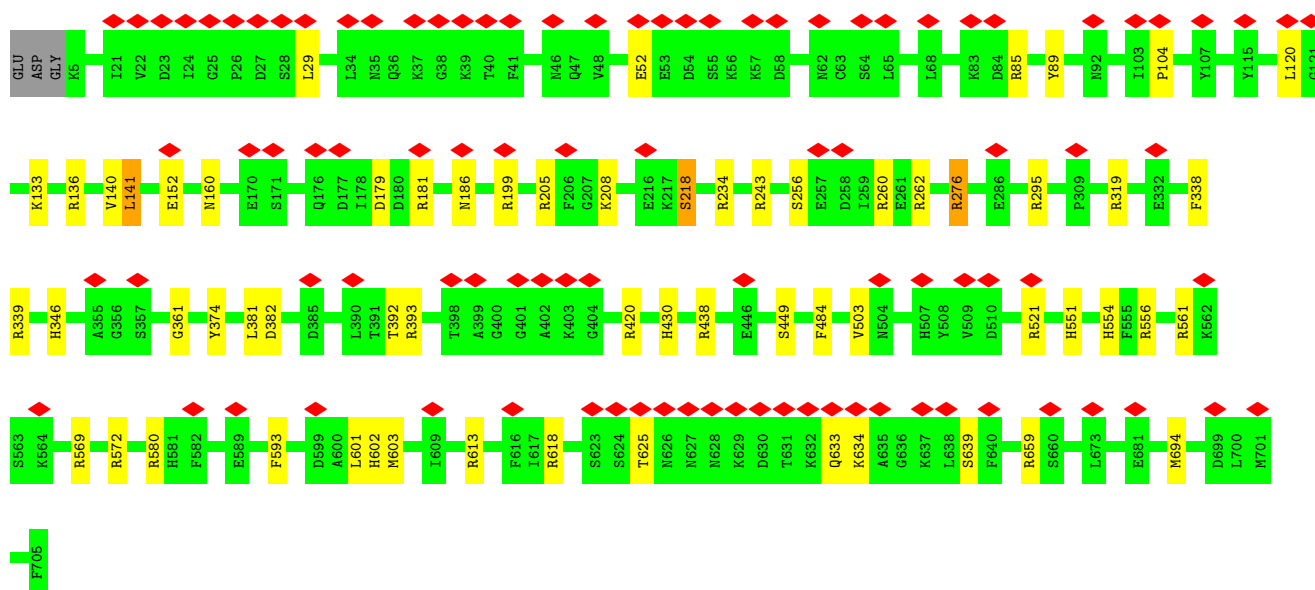 GLU ASP GLY K5 I21 V22 D23 I24 G25 P26 D27 S28 L29 L34 N35 Q36 K37 G38 K39 T40 F41 N46 Q47 V48 E52 E53 D54 S55 K56 K57 D58 N62 C63 S64 L65 L68 K83 D84 R85 Y89 N92 I103 P104 Y107 Y115 L120 G121
K133 R136 V140 L141 E152 N160 E170 S171 Q176 D177 I178 D179 D180 R181 N186 R199 R205 F206 G207 K208 E216 K217 S218 R234 R243 S256 E257 D258 I259 R260 E261 R262 R276 E286 R295 P309 R319 E332 F338
R339 H346 A355 G356 S357 G361 Y374 L381 D382 D385 L390 T391 T392 R393 T398 A399 G400 G401 A402 K403 G404 R420 H430 R438 E446 S449 F484 V503 N504 H507 Y508 V509 D510 R521 H551 H554 F555 R556 R561 K562
S563 K564 R569 R572 R580 H581 F582 E589 F593 D599 A600 L601 H602 M603 I609 R613 F616 I617 R618 S623 S624 T625 N626 N627 N628 K629 D630 T631 K632 Q633 K634 A635 G636 K637 L638 S639 F640 R659 S660 L673 E681 M694 D699 L700 M701
F705